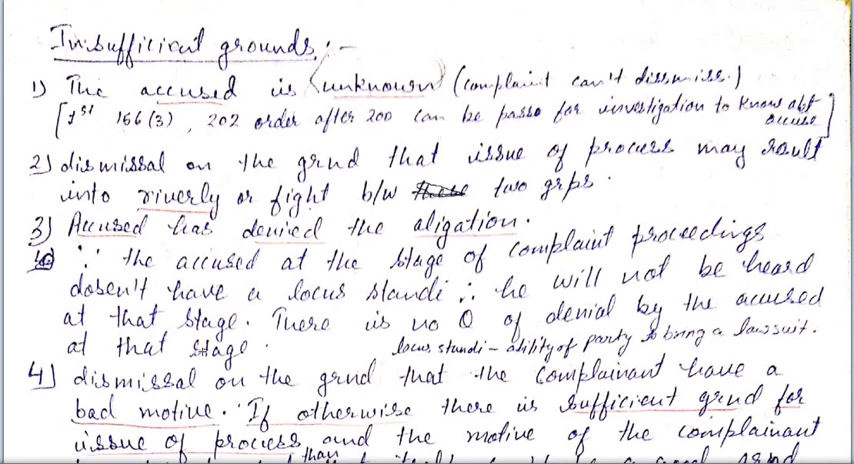 Insufficient grounds :-
1) The accused is (unknown) (complaint can't dissmiss.)
[1st 156(3), 202 order after 200 can be passe for investigation to know abt
accuse]
2) dismissal on the grnd that issue of process may result
into riverly or fight b/w two grps.
3) Accused has denied the aligation.
∵ the accused at the stage of complaint proceedings
dosen't have a locus standi ∴ he will not be heard
at that stage. There is no Q of denial by the accused
at that stage.
locus standi - ability of party to bring a lawsuit.
4) dismissal on the grnd that the complainant have a
bad motive. If otherwise there is sufficient grnd for
issue of process and the motive of the complainant
than